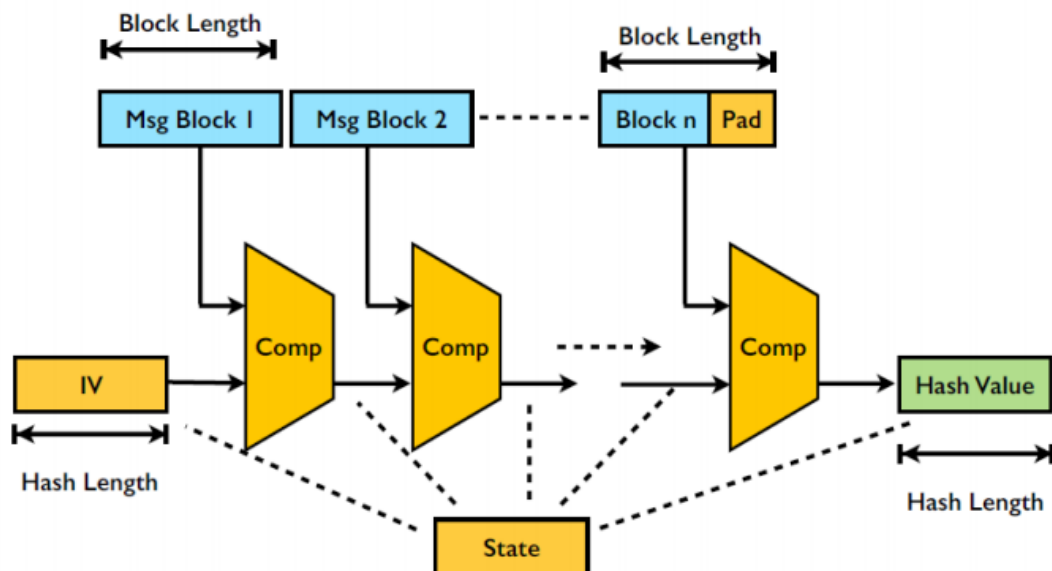 Block Length
Block Length
Msg Block 1
Msg Block 2
Block n
Pad
Comp
Comp
Comp
IV
Hash Value
Hash Length
Hash Length
State